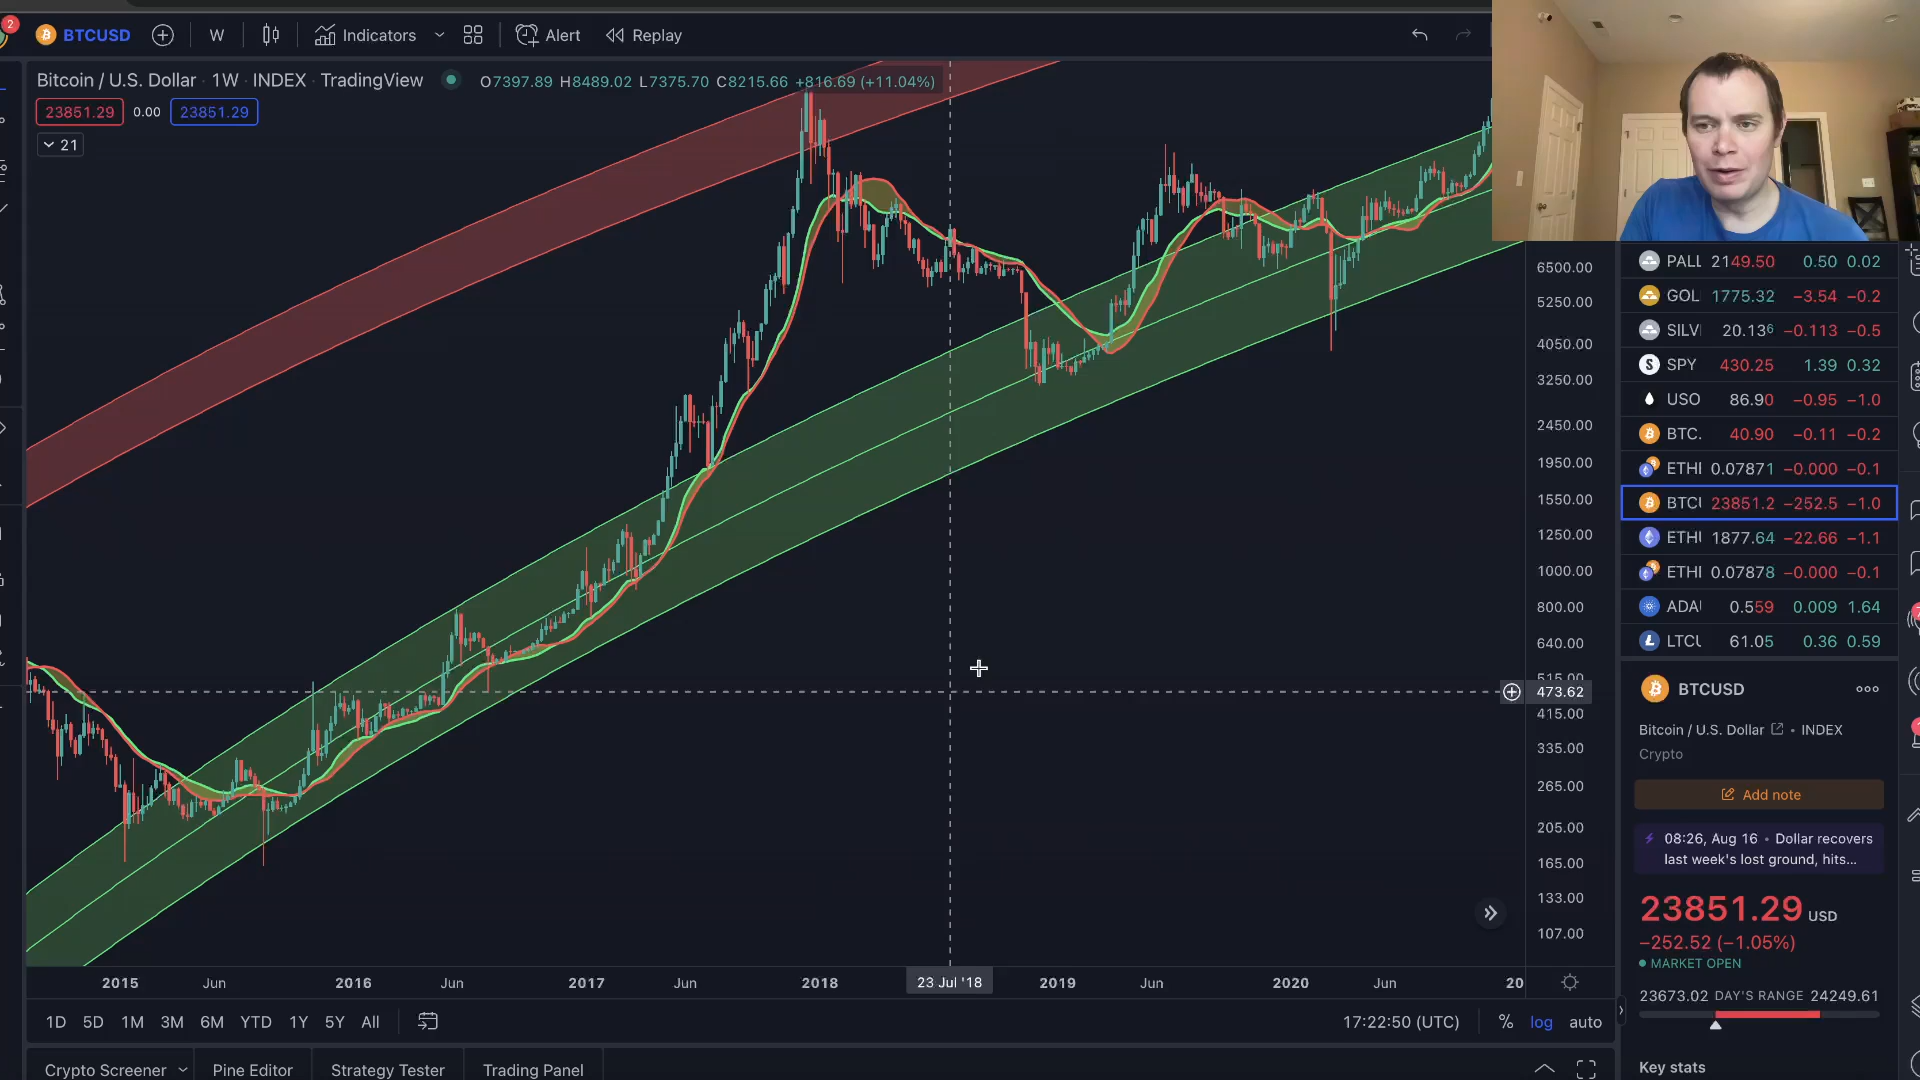 2
BTCUSD W Indicators Alert Replay
Bitcoin / U.S. Dollar · 1W · INDEX · TradingView O7397.89 H8489.02 L7375.70 C8215.66 +816.69 (+11.04%)
23851.29 0.00 23851.29
21
6500.00
5250.00
4050.00
3250.00
2450.00
1950.00
1550.00
1250.00
1000.00
800.00
640.00
515.00
473.62
415.00
335.00
265.00
205.00
165.00
133.00
107.00
2015 Jun 2016 Jun 2017 Jun 2018 23 Jul '18 2019 Jun 2020 Jun 20
1D 5D 1M 3M 6M YTD 1Y 5Y All 17:22:50 (UTC) % log auto
Crypto Screener Pine Editor Strategy Tester Trading Panel
PALL 2149.50 0.50 0.02
GOL 1775.32 −3.54 −0.2
SILV 20.136 −0.113 −0.5
SPY 430.25 1.39 0.32
USO 86.90 −0.95 −1.0
BTC. 40.90 −0.11 −0.2
ETHI 0.07871 −0.000 −0.1
BTCU 23851.2 −252.5 −1.0
ETHU 1877.64 −22.66 −1.1
ETHI 0.07878 −0.000 −0.1
ADAU 0.559 0.009 1.64
LTCU 61.05 0.36 0.59
BTCUSD
Bitcoin / U.S. Dollar • INDEX
Crypto
Add note
08:26, Aug 16 • Dollar recovers
last week's lost ground, hits...
23851.29 USD
−252.52 (−1.05%)
MARKET OPEN
23673.02 DAY'S RANGE 24249.61
Key stats